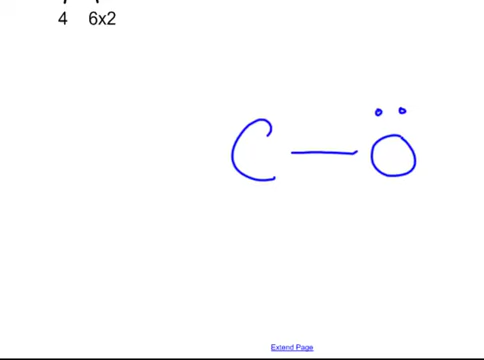 4 6x2
C — O
Extend Page